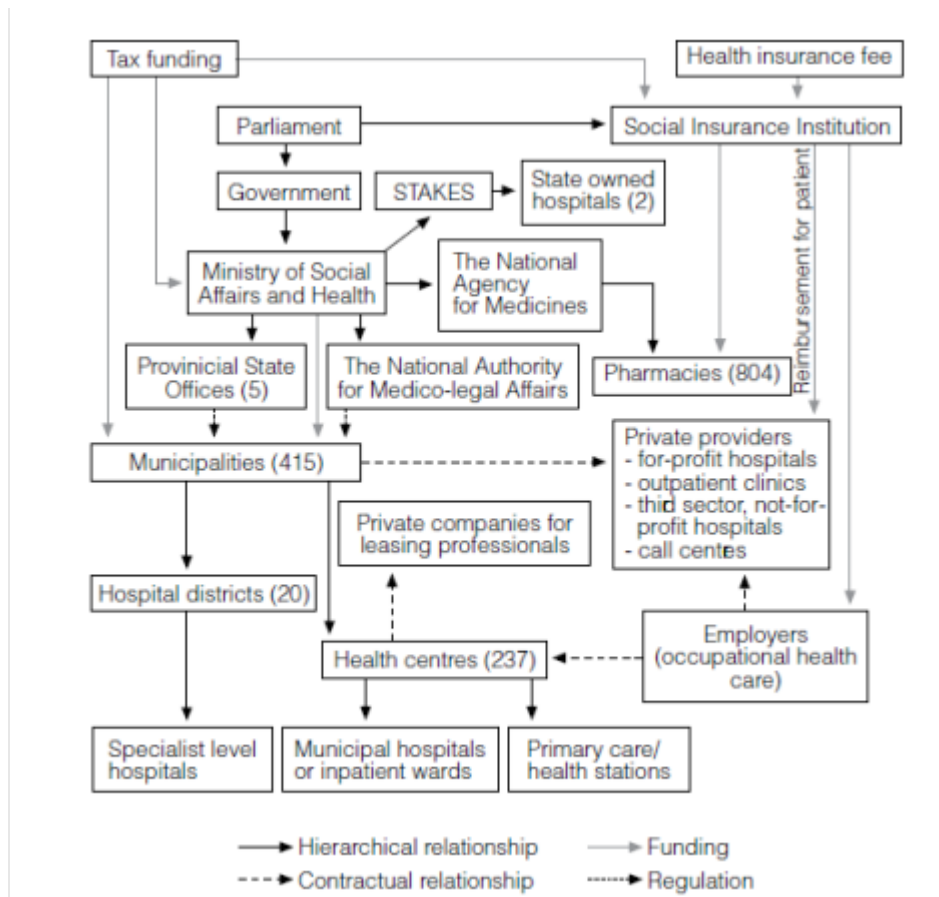 Tax funding
Health insurance fee
Parliament
Social Insurance Institution
Government
STAKES
State owned
hospitals (2)
Reimbursement for patient
Ministry of Social
Affairs and Health
The National
Agency
for Medicines
Provinicial State
Offices (5)
The National Authority
for Medico-legal Affairs
Pharmacies (804)
Municipalities (415)
Private providers
- for-profit hospitals
- outpatient clinics
- third sector, not-for-
profit hospitals
- call centres
Private companies for
leasing professionals
Hospital districts (20)
Health centres (237)
Employers
(occupational health
care)
Specialist level
hospitals
Municipal hospitals
or inpatient wards
Primary care/
health stations
Hierarchical relationship
Funding
Contractual relationship
Regulation